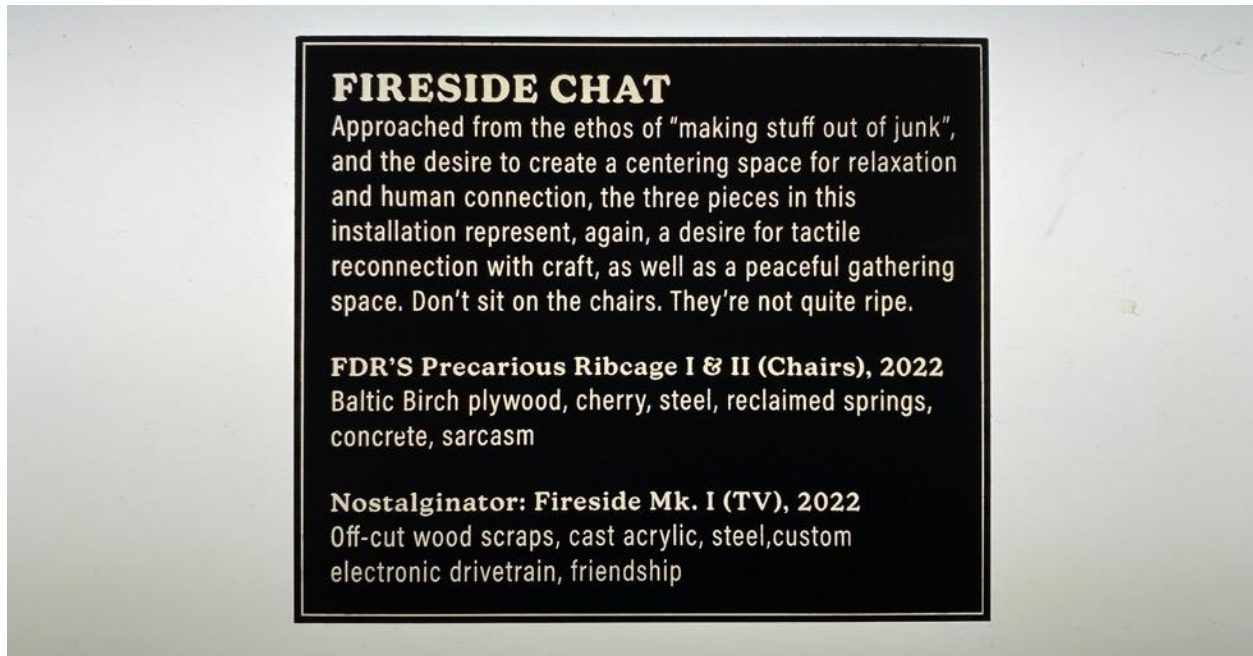 FIRESIDE CHAT
Approached from the ethos of "making stuff out of junk",
and the desire to create a centering space for relaxation
and human connection, the three pieces in this
installation represent, again, a desire for tactile
reconnection with craft, as well as a peaceful gathering
space. Don't sit on the chairs. They're not quite ripe.
FDR'S Precarious Ribcage I & II (Chairs), 2022
Baltic Birch plywood, cherry, steel, reclaimed springs,
concrete, sarcasm
Nostalginator: Fireside Mk. I (TV), 2022
Off-cut wood scraps, cast acrylic, steel,custom
electronic drivetrain, friendship